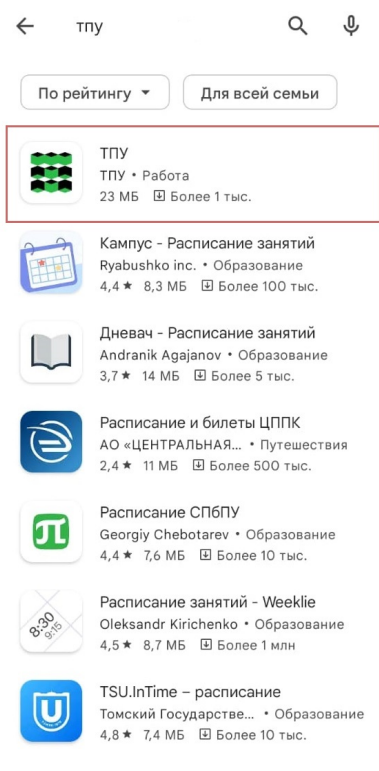 тпу
По рейтингу
Для всей семьи
ТПУ
ТПУ • Работа
23 МБ Более 1 тыс.
Кампус - Расписание занятий
Ryabushko inc. • Образование
4,4★ 8,3 МБ Более 100 тыс.
Дневач - Расписание занятий
Andranik Agajanov • Образование
3,7★ 14 МБ Более 5 тыс.
Расписание и билеты ЦППК
АО «ЦЕНТРАЛЬНАЯ... • Путешествия
2,4★ 11 МБ Более 500 тыс.
Расписание СПбПУ
Georgiy Chebotarev • Образование
4,4★ 7,6 МБ Более 10 тыс.
8:30
9:15
Расписание занятий - Weeklie
Oleksandr Kirichenko • Образование
4,5★ 8,7 МБ Более 1 млн
TSU.InTime – расписание
Томский Государстве... • Образование
4,8★ 7,4 МБ Более 10 тыс.